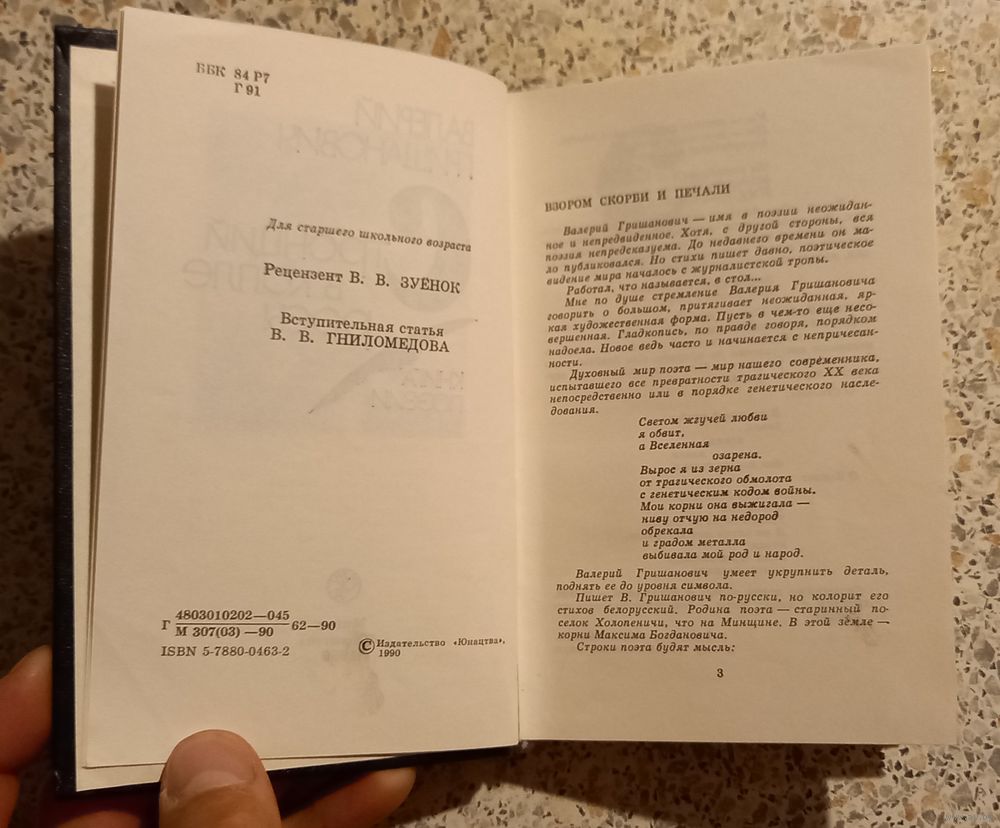 ББК 84 Р7
Г 91
Для старшего школьного возраста
Рецензент В. В. ЗУЁНОК
Вступительная статья
В. В. ГНИЛОМЕДОВА
Г 4803010202—045
М 307(03) —90 62—90
ISBN 5-7880-0463-2
© Издательство «Юнацтва»,
1990
ВЗОРОМ СКОРБИ И ПЕЧАЛИ
Валерий Гришанович — имя в поэзии неожидан-
ное и непредвиденное. Хотя, с другой стороны, вся
поэзия непредсказуема. До недавнего времени он ма-
ло публиковался. Но стихи пишет давно, поэтическое
видение мира началось с журналистской тропы.
Работал, что называется, в стол...
Мне по душе стремление Валерия Гришановича
говорить о большом, притягивает неожиданная, яр-
кая художественная форма. Пусть в чем-то еще несо-
вершенная. Гладкопись, по правде говоря, порядком
надоела. Новое ведь часто и начинается с непричесан-
ности.
Духовный мир поэта — мир нашего современника,
испытавшего все превратности трагического XX века
непосредственно или в порядке генетического насле-
дования.
Светом жгучей любви
я обвит,
а Вселенная
озарена.
Вырос я из зерна
от трагического обмолота
с генетическим кодом войны.
Мои корни она выжигала —
ниву отчую на недород
обрекала
и градом металла
выбивала мой род и народ.
Валерий Гришанович умеет укрупнить деталь,
поднять ее до уровня символа.
Пишет В. Гришанович по-русски, но колорит его
стихов белорусский. Родина поэта — старинный по-
селок Холопеничи, что на Минщине. В этой земле —
корни Максима Богдановича.
Строки поэта будят мысль:
3